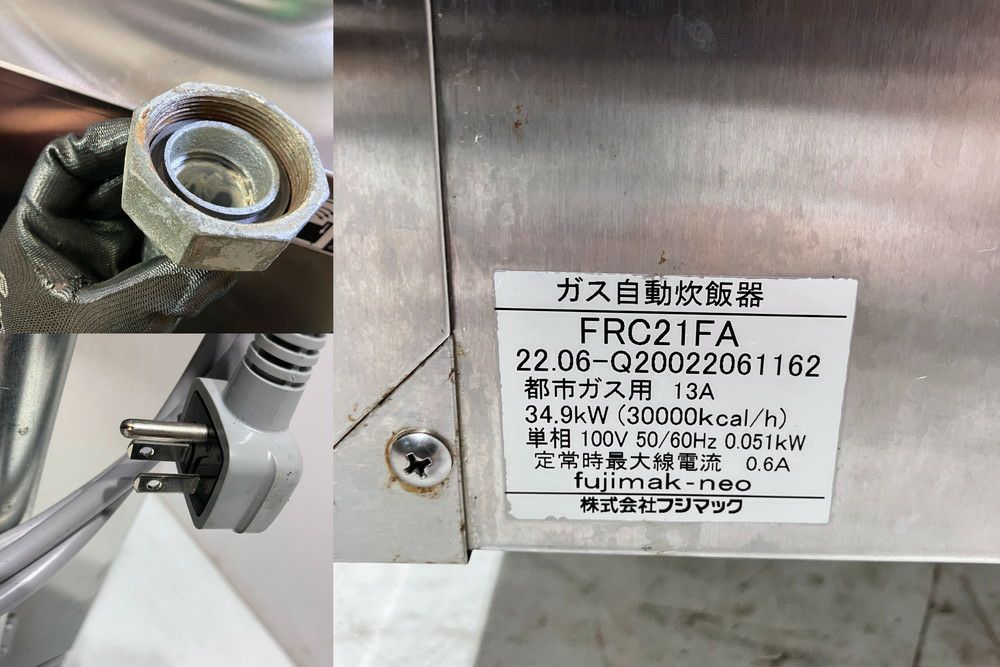 ガス自動炊飯器
FRC21FA
22.06-Q20022061162
都市ガス用 13A
34.9kW (30000kcal/h)
単相 100V 50/60Hz 0.051kW
定常時最大線電流 0.6A
fujimak-neo
株式会社フジマック